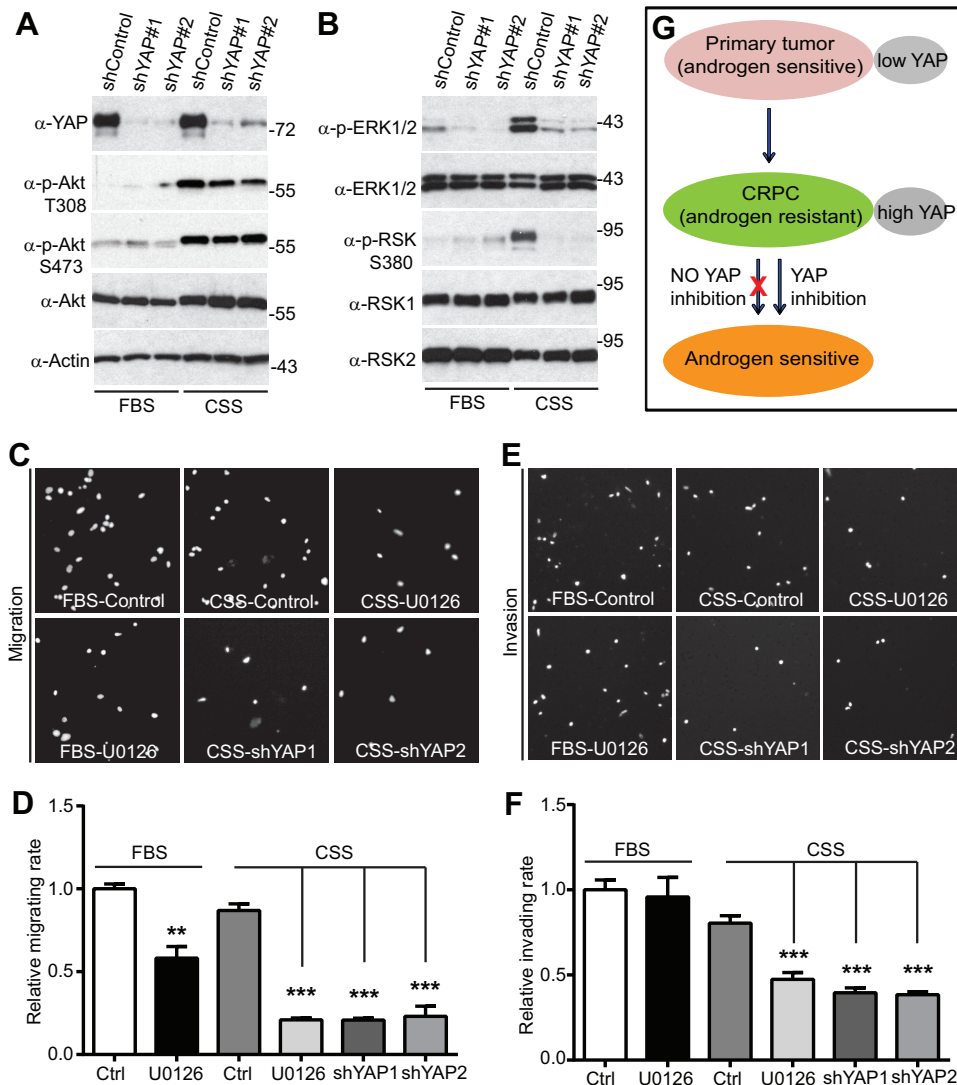 A
shControl
shYAP#1
shYAP#2
shControl
shYAP#1
shYAP#2
α-YAP
-72
α-p-Akt
T308
-55
α-p-Akt
S473
-55
α-Akt
-55
α-Actin
-43
FBS
CSS
B
shControl
shYAP#1
shYAP#2
shControl
shYAP#1
shYAP#2
α-p-ERK1/2
-43
α-ERK1/2
-43
α-p-RSK
S380
-95
α-RSK1
-95
α-RSK2
-95
FBS
CSS
G
Primary tumor
(androgen sensitive)
low YAP
CRPC
(androgen resistant)
high YAP
NO YAP
inhibition
X
YAP
inhibition
Androgen sensitive
C
Migration
FBS-Control
CSS-Control
CSS-U0126
FBS-U0126
CSS-shYAP1
CSS-shYAP2
E
Invasion
FBS-Control
CSS-Control
CSS-U0126
FBS-U0126
CSS-shYAP1
CSS-shYAP2
D
Relative migrating rate
1.5
1.0
0.5
0.0
FBS
CSS
**
***
***
***
Ctrl
U0126
Ctrl
U0126
shYAP1
shYAP2
F
Relative invading rate
1.5
1.0
0.5
0.0
FBS
CSS
***
***
***
Ctrl
U0126
Ctrl
U0126
shYAP1
shYAP2